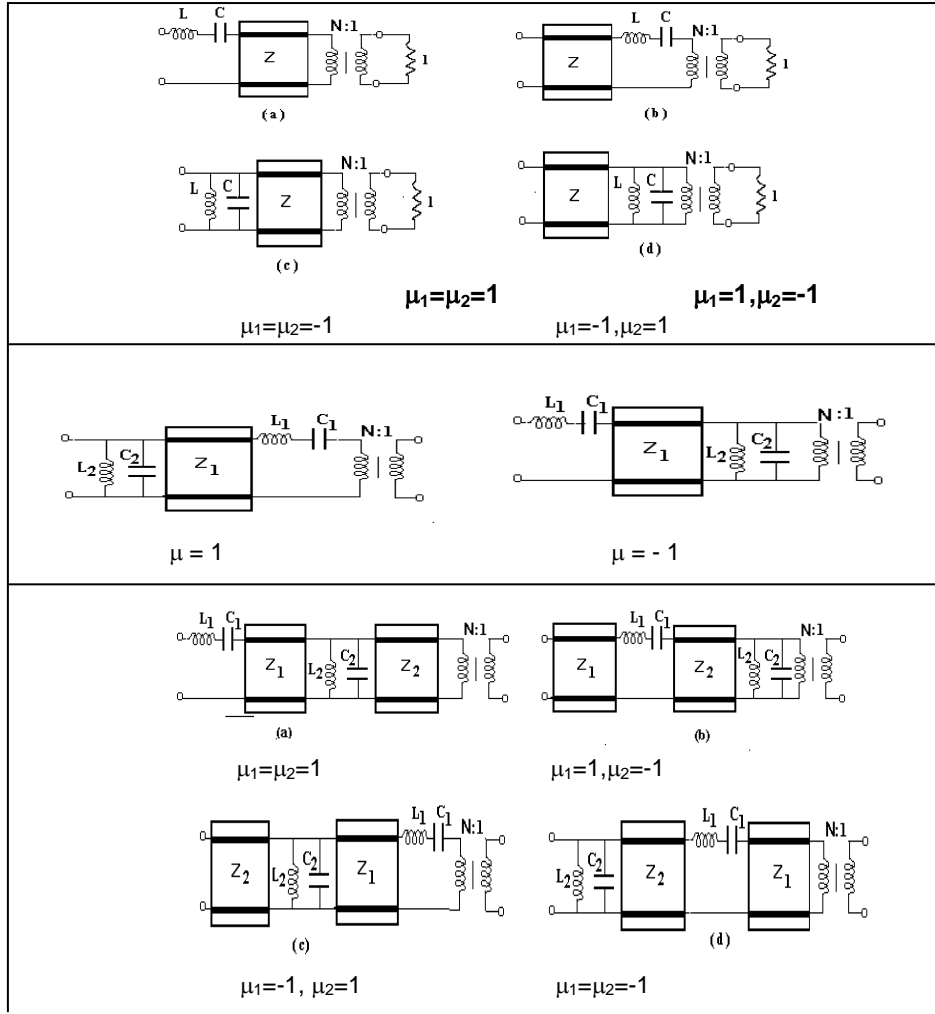 L C N:1
Z 1
(a)
L C N:1
Z 1
(b)
N:1
L C Z 1
(c)
N:1
Z L C 1
(d)
μ1=μ2=1 μ1=1,μ2=-1
μ1=μ2=-1 μ1=-1,μ2=1
L1 C1 N:1
L2 C2 Z1
μ = 1
L1 C1 N:1
Z1 L2 C2
μ = - 1
L1 C1 N:1
Z1 L2 C2 Z2
(a)
μ1=μ2=1
L1 C1 N:1
Z1 Z2 L2 C2
(b)
μ1=1,μ2=-1
L1 C1 N:1
Z2 L2 C2 Z1
(c)
μ1=-1, μ2=1
L1 C1 N:1
L2 C2 Z2 Z1
(d)
μ1=μ2=-1